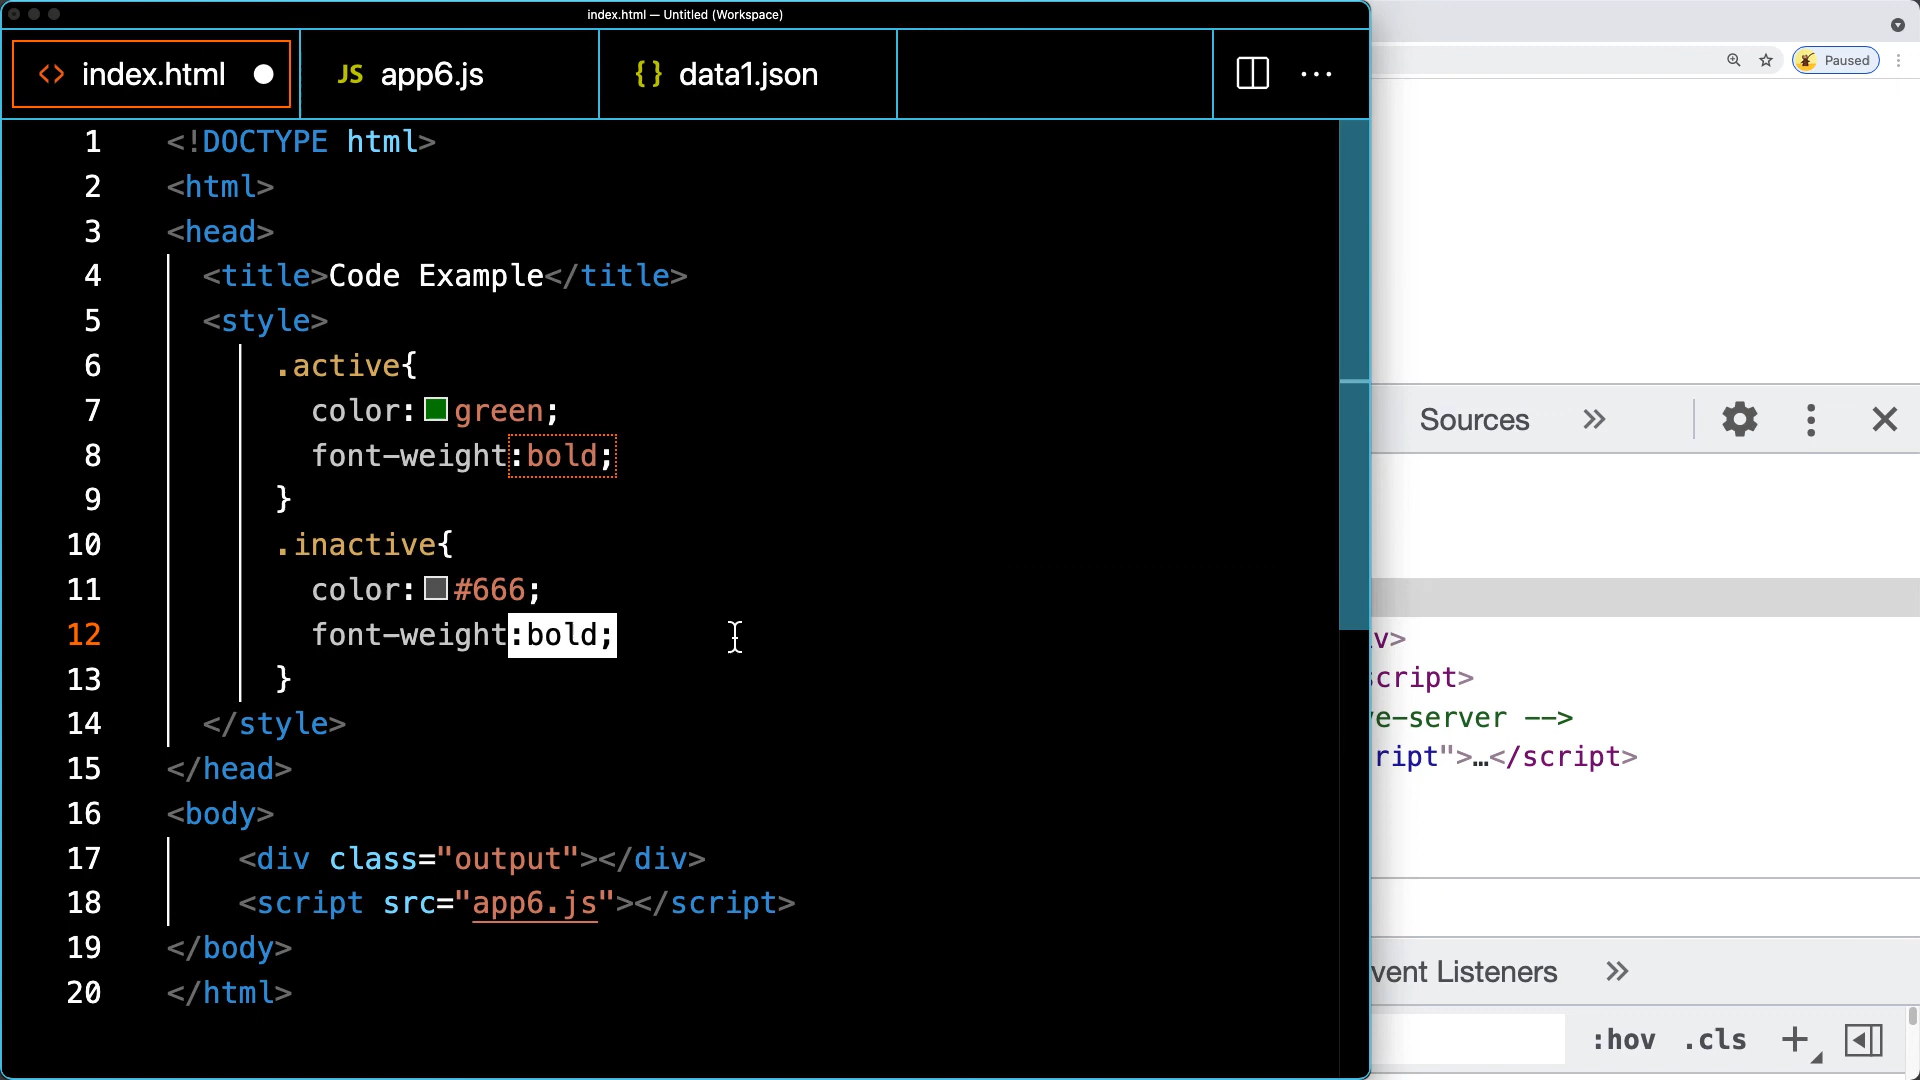 index.html — Untitled (Workspace)
<> index.html
JS app6.js
{} data1.json
...
Paused
1 <!DOCTYPE html>
2 <html>
3 <head>
4 <title>Code Example</title>
5 <style>
6 .active{
7 color:green;
8 font-weight:bold;
9 }
10 .inactive{
11 color:#666;
12 font-weight:bold;
13 }
14 </style>
15 </head>
16 <body>
17 <div class="output"></div>
18 <script src="app6.js"></script>
19 </body>
20 </html>
Sources »
v>
cript>
e-server -->
ript">…</script>
vent Listeners »
:hov .cls +